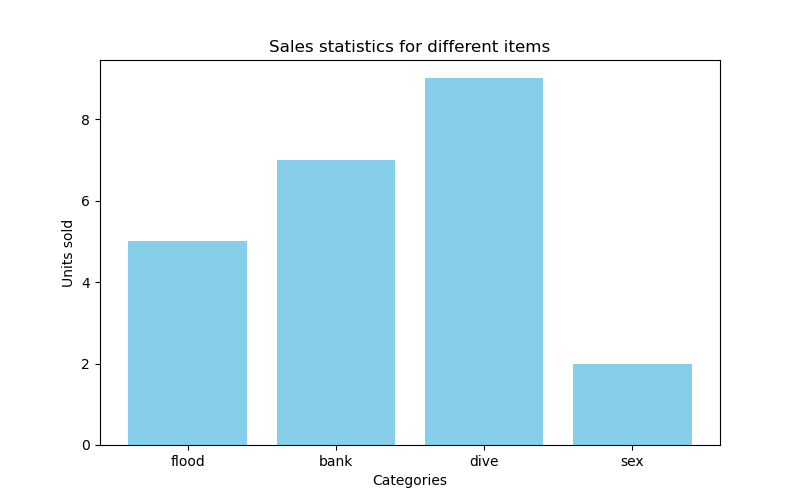 Sales statistics for different items
Units sold
8
6
4
2
0
flood bank dive sex
Categories